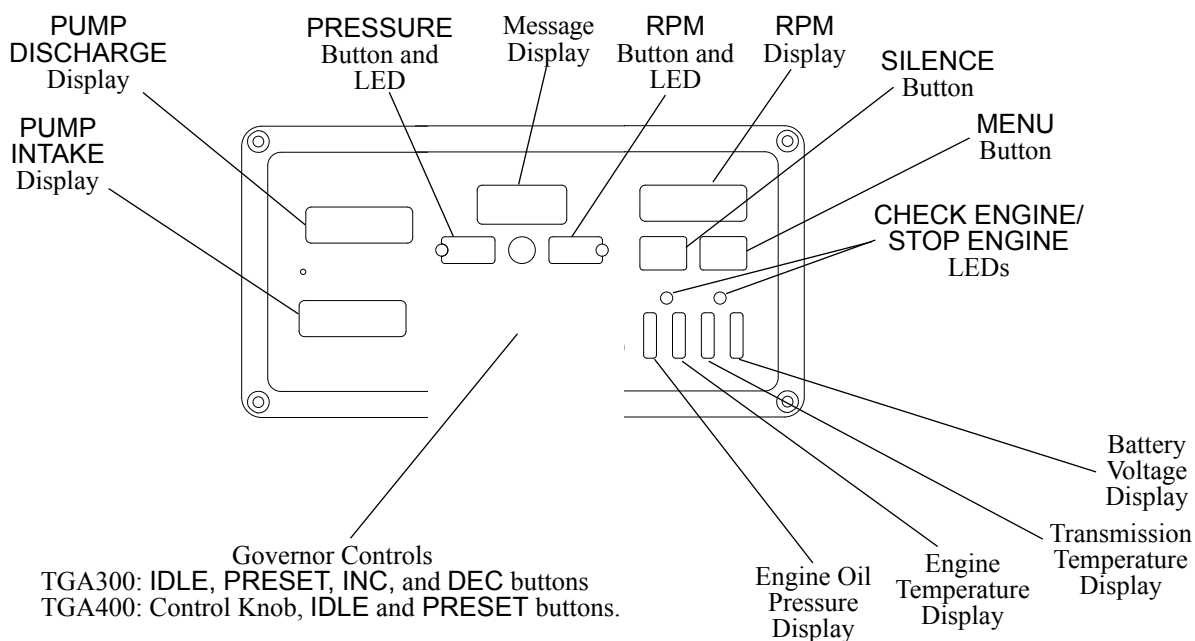 PUMP
DISCHARGE
Display
PRESSURE
Button and
LED
Message
Display
RPM
Button and
LED
RPM
Display
SILENCE
Button
PUMP
INTAKE
Display
MENU
Button
CHECK ENGINE/
STOP ENGINE
LEDs
Battery
Voltage
Display
Transmission
Temperature
Display
Engine
Temperature
Display
Engine Oil
Pressure
Display
Governor Controls
TGA300: IDLE, PRESET, INC, and DEC buttons
TGA400: Control Knob, IDLE and PRESET buttons.